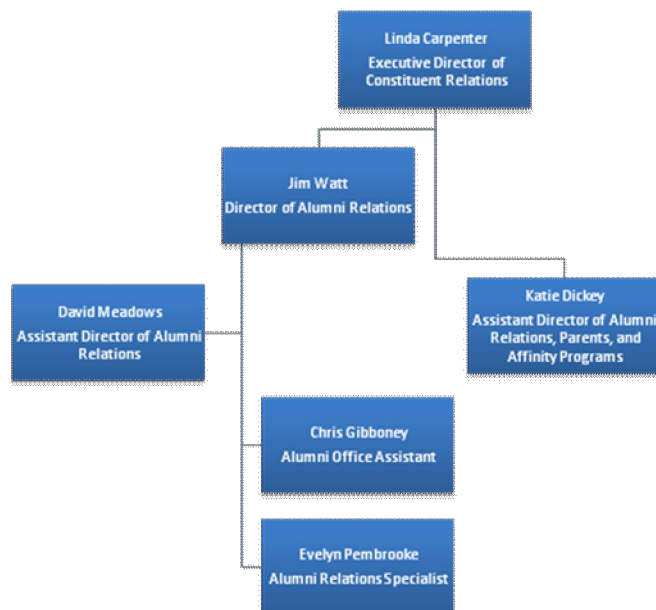 Linda Carpenter
Executive Director of
Constituent Relations
Jim Watt
Director of Alumni Relations
David Meadows
Assistant Director of Alumni
Relations
Katie Dickey
Assistant Director of Alumni
Relations, Parents, and
Affinity Programs
Chris Gibboney
Alumni Office Assistant
Evelyn Pembrooke
Alumni Relations Specialist